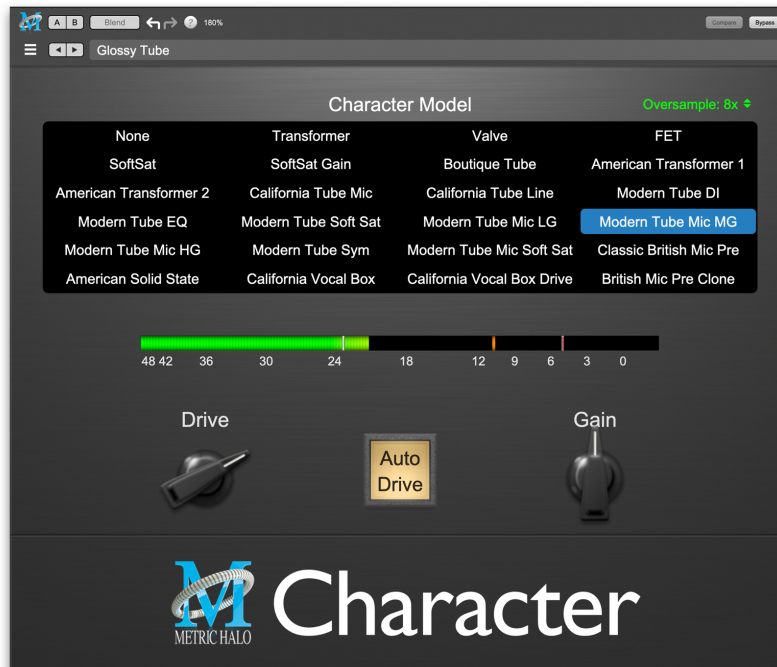 A B Blend ? 180% Compare Bypass
Glossy Tube
Character Model
Oversample: 8x
None Transformer Valve FET
SoftSat SoftSat Gain Boutique Tube American Transformer 1
American Transformer 2 California Tube Mic California Tube Line Modern Tube DI
Modern Tube EQ Modern Tube Soft Sat Modern Tube Mic LG Modern Tube Mic MG
Modern Tube Mic HG Modern Tube Sym Modern Tube Mic Soft Sat Classic British Mic Pre
American Solid State California Vocal Box California Vocal Box Drive British Mic Pre Clone
48 42 36 30 24 18 12 9 6 3 0
Drive
Gain
Auto
Drive
M
METRIC HALO
Character